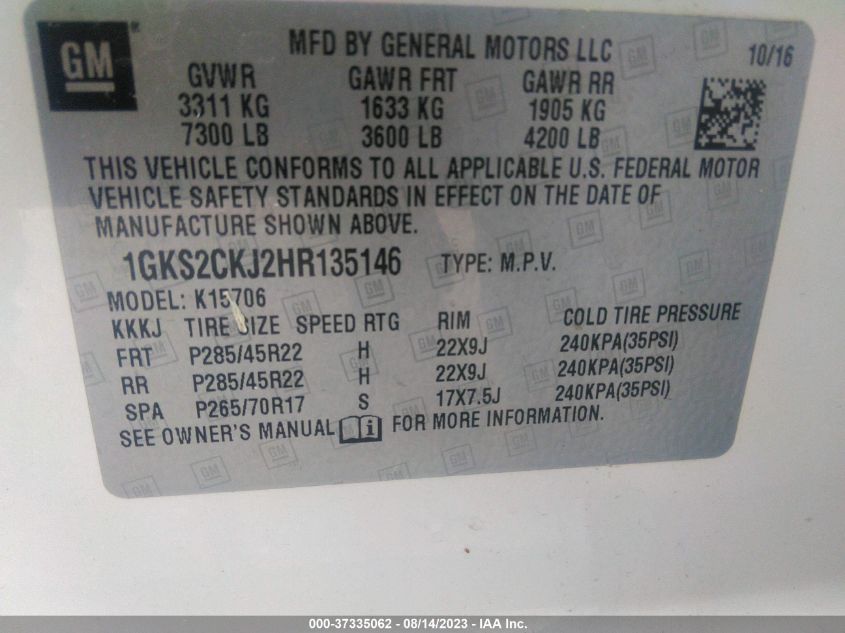 GM
MFD BY GENERAL MOTORS LLC 10/16
GVWR GAWR FRT GAWR RR
3311 KG 1633 KG 1905 KG
7300 LB 3600 LB 4200 LB
THIS VEHICLE CONFORMS TO ALL APPLICABLE U.S. FEDERAL MOTOR
VEHICLE SAFETY STANDARDS IN EFFECT ON THE DATE OF
MANUFACTURE SHOWN ABOVE.
1GKS2CKJ2HR135146 TYPE: M.P.V.
MODEL: K15706
KKKJ TIRE SIZE SPEED RTG RIM COLD TIRE PRESSURE
FRT P285/45R22 H 22X9J 240KPA(35PSI)
RR P285/45R22 H 22X9J 240KPA(35PSI)
SPA P265/70R17 S 17X7.5J 240KPA(35PSI)
SEE OWNER'S MANUAL i FOR MORE INFORMATION.
000-37335062 - 08/14/2023 - IAA Inc.